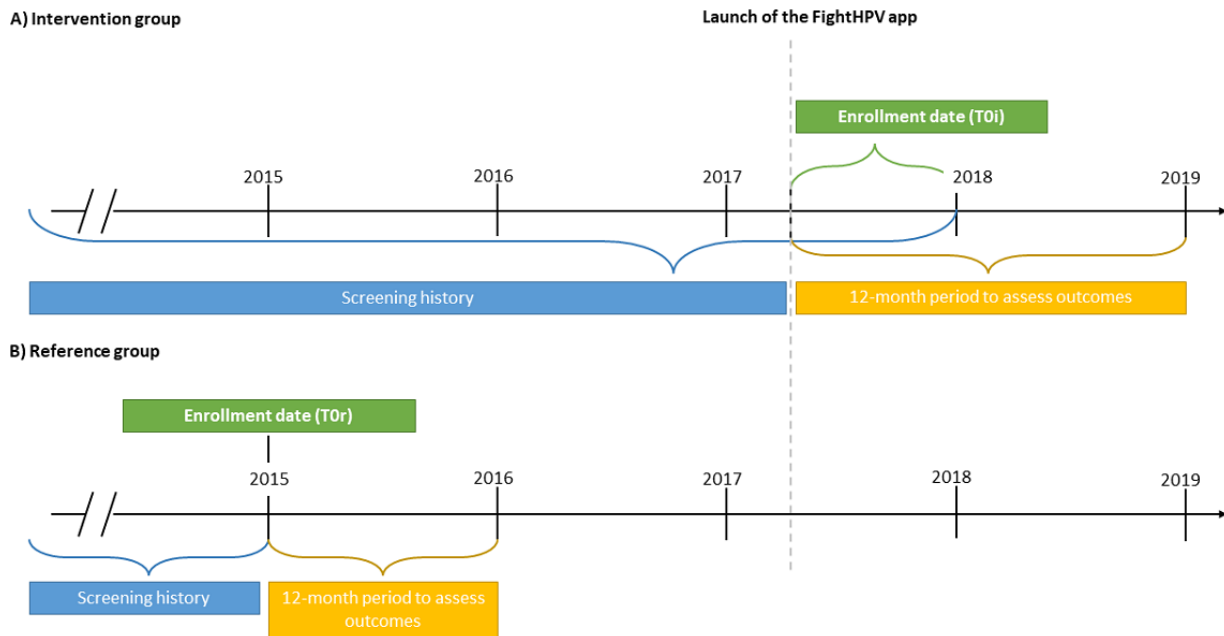 A) Intervention group
Launch of the FightHPV app
Enrollment date (T0i)
2015
2016
2017
2018
2019
Screening history
12-month period to assess outcomes
B) Reference group
Enrollment date (T0r)
2015
2016
2017
2018
2019
Screening history
12-month period to assess
outcomes